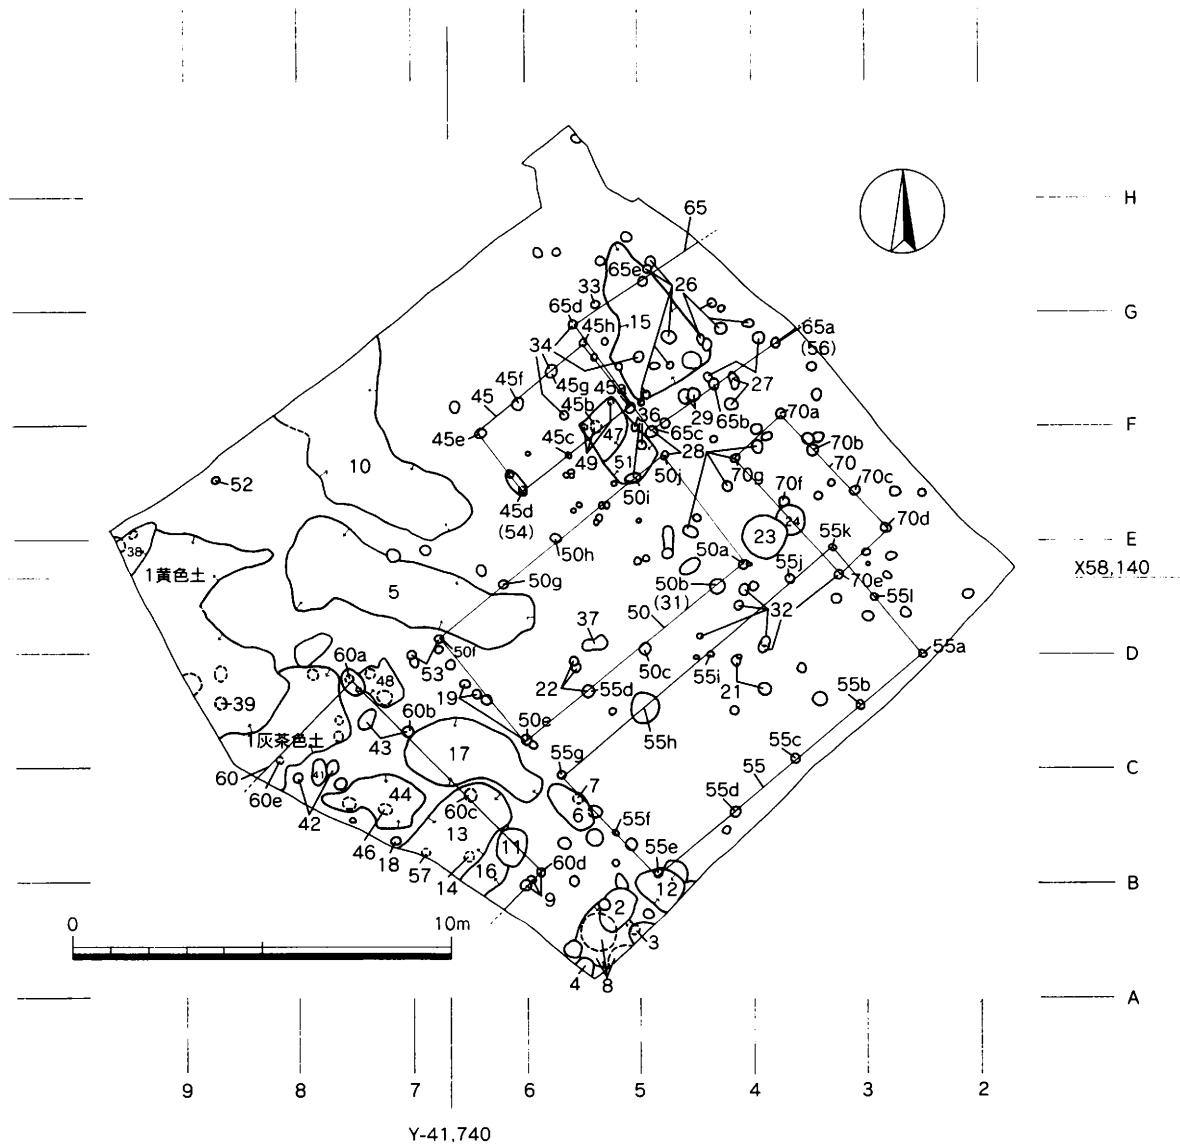 H
65
65e
26
33
65d
45h
15
G
65a
(56)
34
45f
45g
45
45
27
45b
36
29
65b
70a
F
45e
45c
47
65c
28
70b
49
51
50j
70
10
70g
70f
70c
52
50i
45d
(54)
24
70d
38
50h
23
55k
E
1黄色土
50a
55j
X58,140
50g
50b
(31)
70e
5
55l
50
32
37
50f
D
60a
53
50c
55i
55a
48
22
55d
21
39
19
55b
60b
50e
43
55h
1灰茶色土
17
55g
55c
60
41
7
55
C
60e
44
60c
6
55d
42
13
55f
46
11
18
55e
57
14
16
60d
12
B
9
2
0
10m
3
4
8
A
9
8
7
6
5
4
3
2
Y-41,740